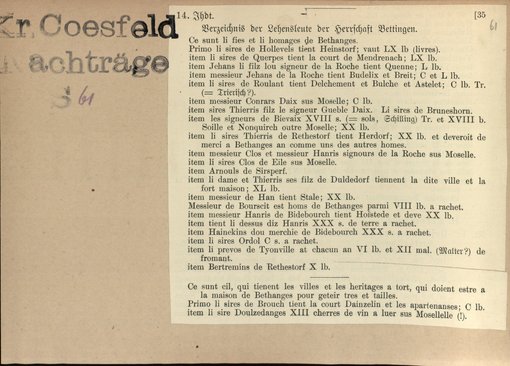 Kr. Coesfeld
Nachträge
S 61
14. Jhdt.
[35
61
Verzeichnis der Lehensleute der Herrschaft Bettingen.
Ce sunt li fies et li homages de Bethanges.
Primo li sires de Hollevels tient Heinstorf; vaut LX lb (livres).
item li sires de Querpes tient la court de Mendrenach; LX lb.
item Jehans li filz lou signeur de la Roche tient Quenne; L lb.
item messieur Jehans de la Roche tient Budelix et Breit; C et L lb.
item li sires de Roulant tient Delchement et Bulche et Astelet; C lb. Tr.
(= Trierisch?).
item messieur Conrars Daix sus Moselle; C lb.
item sires Thierris filz le signeur Gueble Daix. Li sires de Bruneshorn.
item les signeurs de Bievaix XVIII s. (= sols, Schilling) Tr. et XVIII b.
Soille et Nonquirch outre Moselle; XX lb.
item li sires Thierris de Rethestorf tient Herdorf; XX lb. et deveroit de
merci a Bethanges an comme uns des autres homes.
item messieur Clos et messieur Hanris signours de la Roche sus Moselle.
item sires Clos de Eile sus Moselle.
item Arnouls de Sirsperf.
item li dame et Thierris ses filz de Duldedorf tiennent la dite ville et la
fort maison; XL lb.
item messieur de Han tient Stale; XX lb.
Messieur de Bourscit est homs de Bethanges parmi VIII lb. a rachet.
item messieur Hanris de Bidebourch tient Hoistede et deve XX lb.
item tient li dessus diz Hanris XXX s. de terre a rachet.
item Hainekins dou merchie de Bidebourch XXX s. a rachet.
item li sires Ordol C s. a rachet.
item li prevos de Tyonville at chacun an VI lb. et XII mal. (Malter?) de
fromant.
item Bertremins de Rethestorf X lb.
Ce sunt cil, qui tienent les villes et les heritages a tort, qui doient estre a
la maison de Bethanges pour geteir tres et tailles.
Primo li sires de Brouch tient la court Dainzelin et les apartenanses; C lb.
item li sire Doulzedanges XIII cherres de vin a luer sus Mosellelle (!).